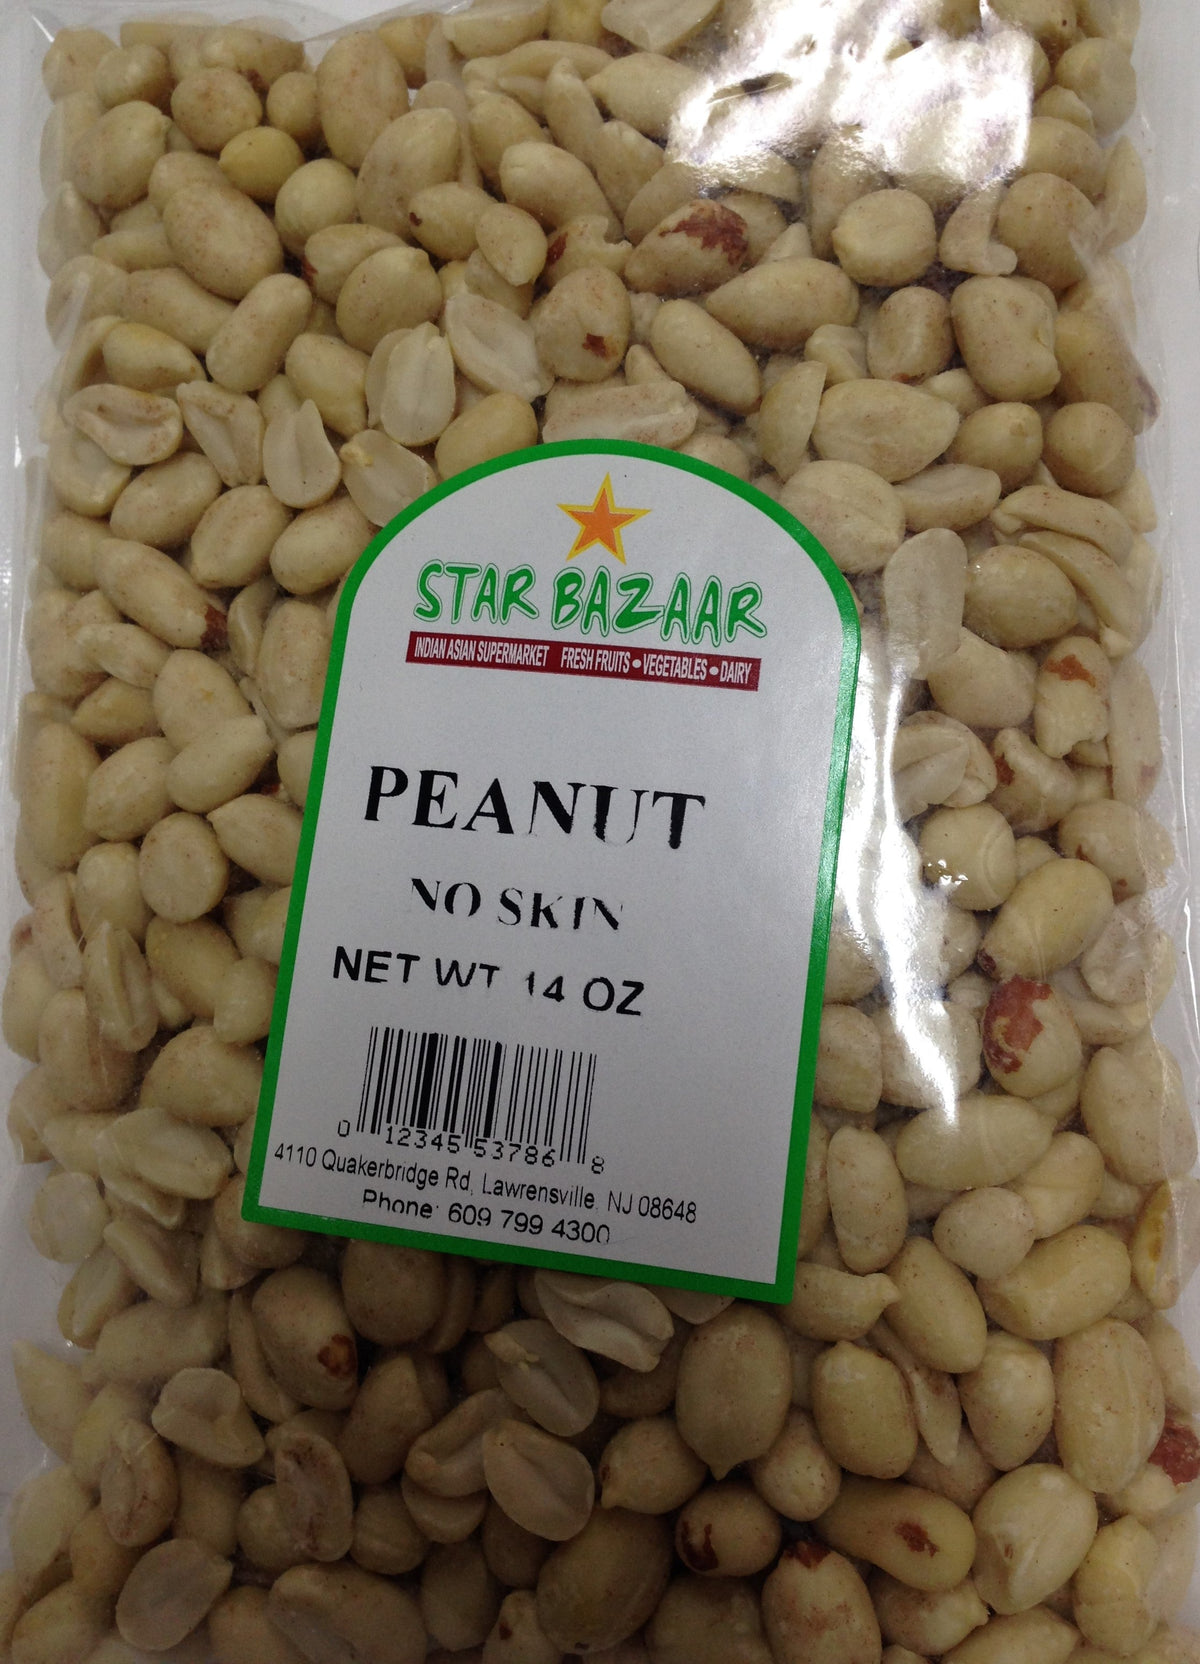 STAR BAZAAR
INDIAN ASIAN SUPERMARKET FRESH FRUITS • VEGETABLES • DAIRY
PEANUT
NO SKIN
NET WT 14 OZ
0 12345 53786 8
4110 Quakerbridge Rd, Lawrensville, NJ 08648
Phone: 609 799 4300